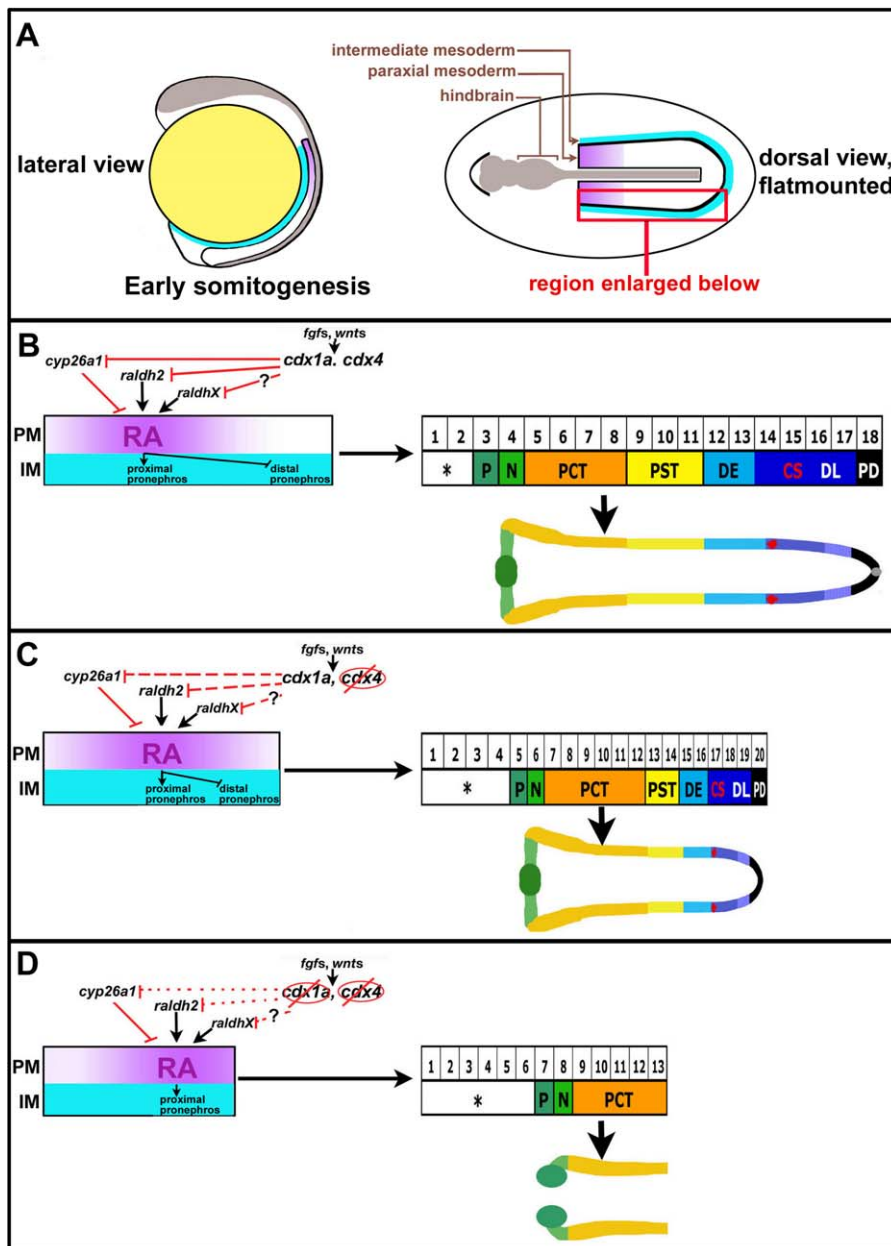 A
intermediate mesoderm
paraxial mesoderm
hindbrain
lateral view
dorsal view,
flatmounted
Early somitogenesis
region enlarged below
B
fgfs, wnts
cyp26a1
cdx1a. cdx4
raldh2
raldhX
?
PM
RA
IM
proximal
pronephros
distal
pronephros
1 2 3 4 5 6 7 8 9 10 11 12 13 14 15 16 17 18
* P N PCT PST DE CS DL PD
C
fgfs, wnts
cyp26a1
cdx1a, cdx4
raldh2
raldhX
?
PM
RA
IM
proximal
pronephros
distal
pronephros
1 2 3 4 5 6 7 8 9 10 11 12 13 14 15 16 17 18 19 20
* P N PCT PST DE CS DL PD
D
fgfs, wnts
cyp26a1
cdx1a, cdx4
raldh2
raldhX
?
PM
RA
IM
proximal
pronephros
1 2 3 4 5 6 7 8 9 10 11 12 13
* P N PCT